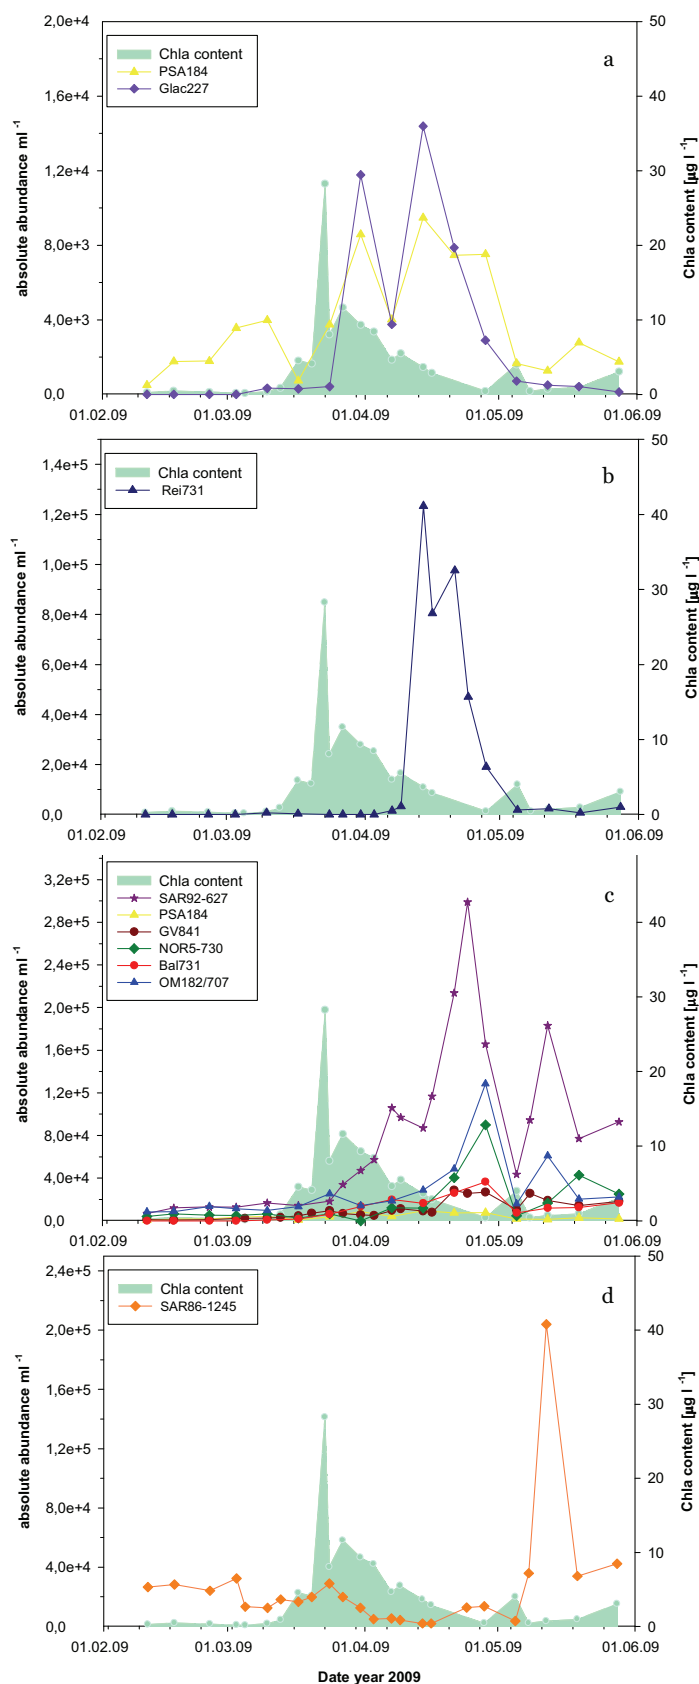 a
Chla content
PSA184
Glac227
absolute abundance ml -1
2,0e+4
1,6e+4
1,2e+4
8,0e+3
4,0e+3
0,0
50
40
30
20
10
0
Chla content [µg l -1]
01.02.09 01.03.09 01.04.09 01.05.09 01.06.09
b
Chla content
Rei731
absolute abundance ml -1
1,4e+5
1,2e+5
1,0e+5
8,0e+4
6,0e+4
4,0e+4
2,0e+4
0,0
50
40
30
20
10
0
Chla content [µg l -1]
01.02.09 01.03.09 01.04.09 01.05.09 01.06.09
c
Chla content
SAR92-627
PSA184
GV841
NOR5-730
Bal731
OM182/707
absolute abundance ml -1
3,2e+5
2,8e+5
2,4e+5
2,0e+5
1,6e+5
1,2e+5
8,0e+4
4,0e+4
0,0
40
30
20
10
0
Chla content [µg l -1]
01.02.09 01.03.09 01.04.09 01.05.09 01.06.09
d
Chla content
SAR86-1245
absolute abundance ml -1
2,4e+5
2,0e+5
1,6e+5
1,2e+5
8,0e+4
4,0e+4
0,0
50
40
30
20
10
0
Chla content [µg l -1]
01.02.09 01.03.09 01.04.09 01.05.09 01.06.09
Date year 2009